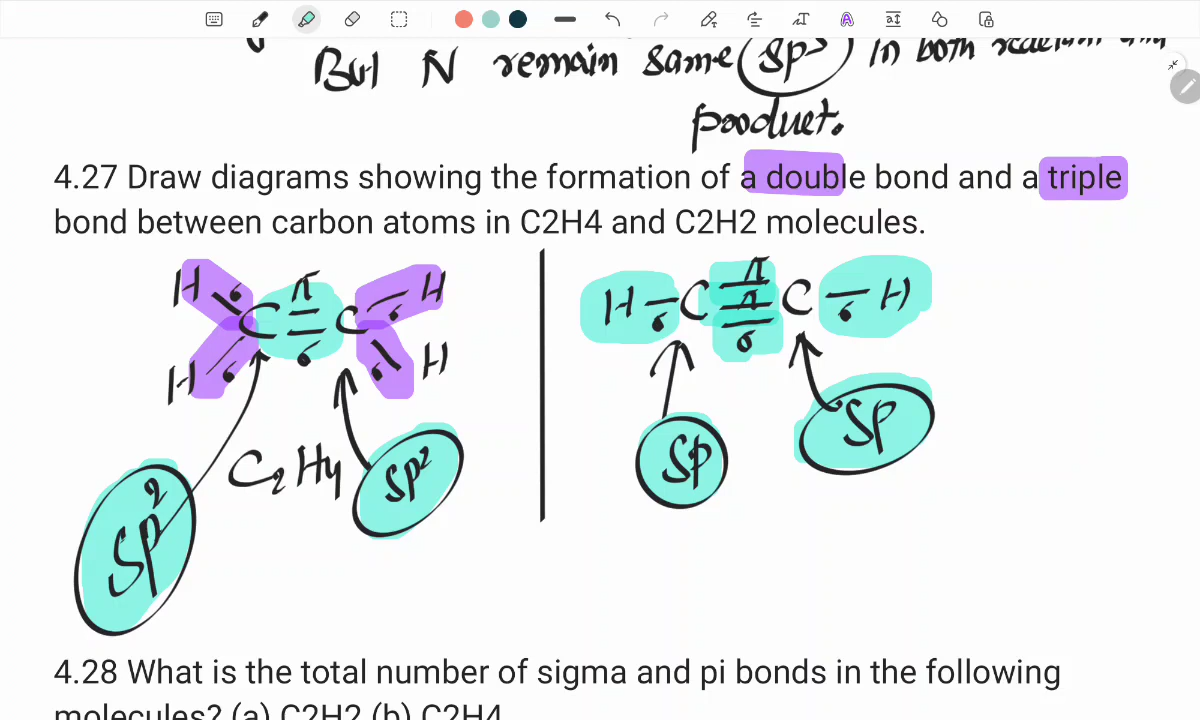 But N remain same (SP3) in both reactant and
product.
4.27 Draw diagrams showing the formation of a double bond and a triple
bond between carbon atoms in C2H4 and C2H2 molecules.
H σ π σ H
C = C
H σ σ σ H
C2H4
SP2
SP2
π
π
H - C ≡ C - H
σ σ σ
SP
SP
4.28 What is the total number of sigma and pi bonds in the following
molecules? (a) C2H2 (b) C2H4